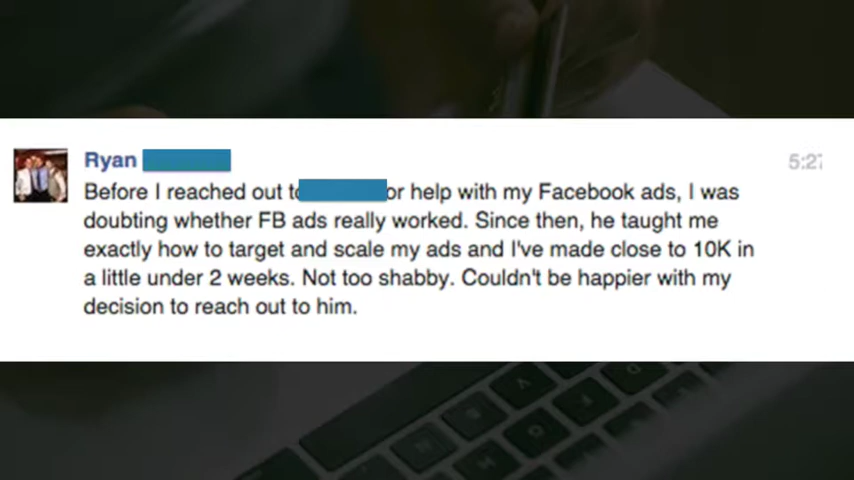 Ryan
5:27
Before I reached out to or help with my Facebook ads, I was
doubting whether FB ads really worked. Since then, he taught me
exactly how to target and scale my ads and I've made close to 10K in
a little under 2 weeks. Not too shabby. Couldn't be happier with my
decision to reach out to him.